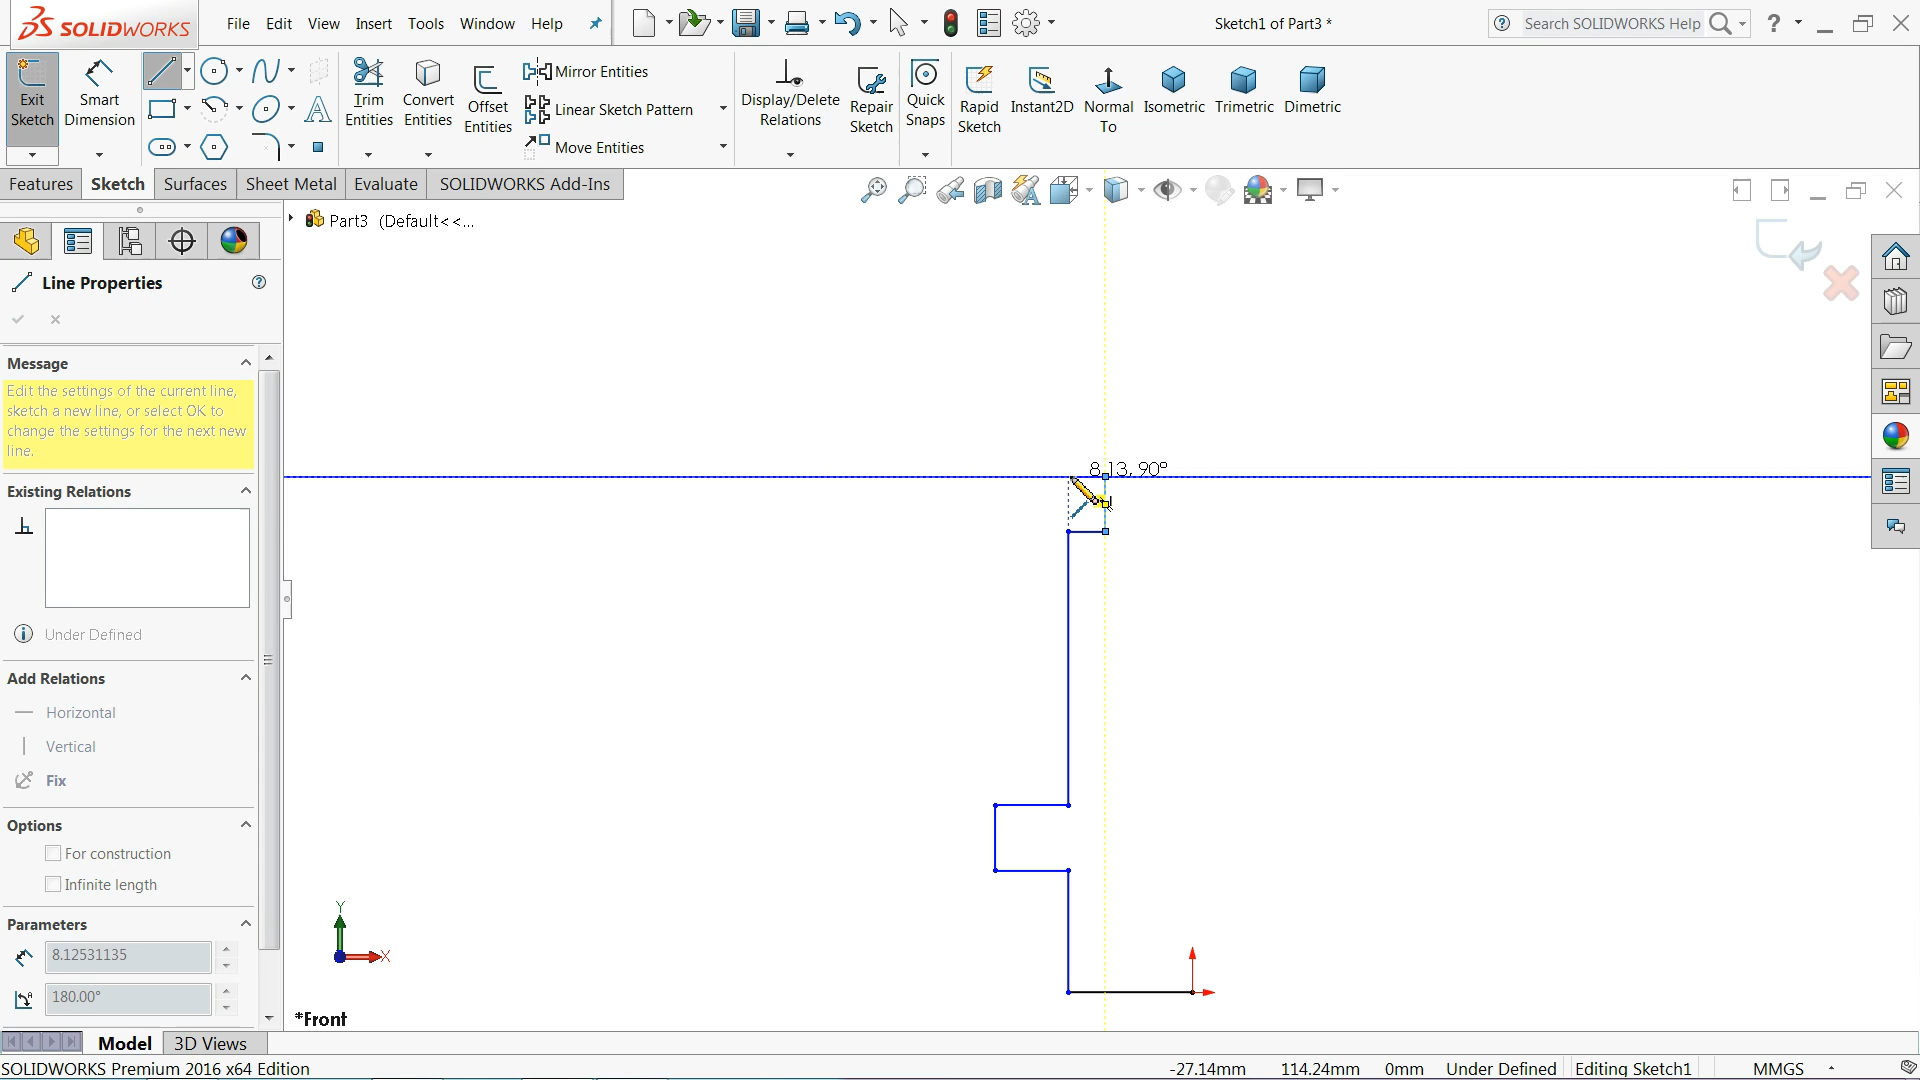 SOLIDWORKS
File
Edit
View
Insert
Tools
Window
Help
Sketch1 of Part3 *
Search SOLIDWORKS Help
Exit
Sketch
Smart
Dimension
Trim
Entities
Convert
Entities
Offset
Entities
Mirror Entities
Linear Sketch Pattern
Move Entities
Display/Delete
Relations
Repair
Sketch
Quick
Snaps
Rapid
Sketch
Instant2D
Normal
To
Isometric
Trimetric
Dimetric
Features
Sketch
Surfaces
Sheet Metal
Evaluate
SOLIDWORKS Add-Ins
Part3 (Default<<...
Line Properties
Message
Edit the settings of the current line,
sketch a new line, or select OK to
change the settings for the next new
line.
Existing Relations
Under Defined
Add Relations
Horizontal
Vertical
Fix
Options
For construction
Infinite length
Parameters
8.12531135
180.00°
8.13, 90°
Y
X
*Front
Model
3D Views
SOLIDWORKS Premium 2016 x64 Edition
-27.14mm
114.24mm
0mm
Under Defined
Editing Sketch1
MMGS